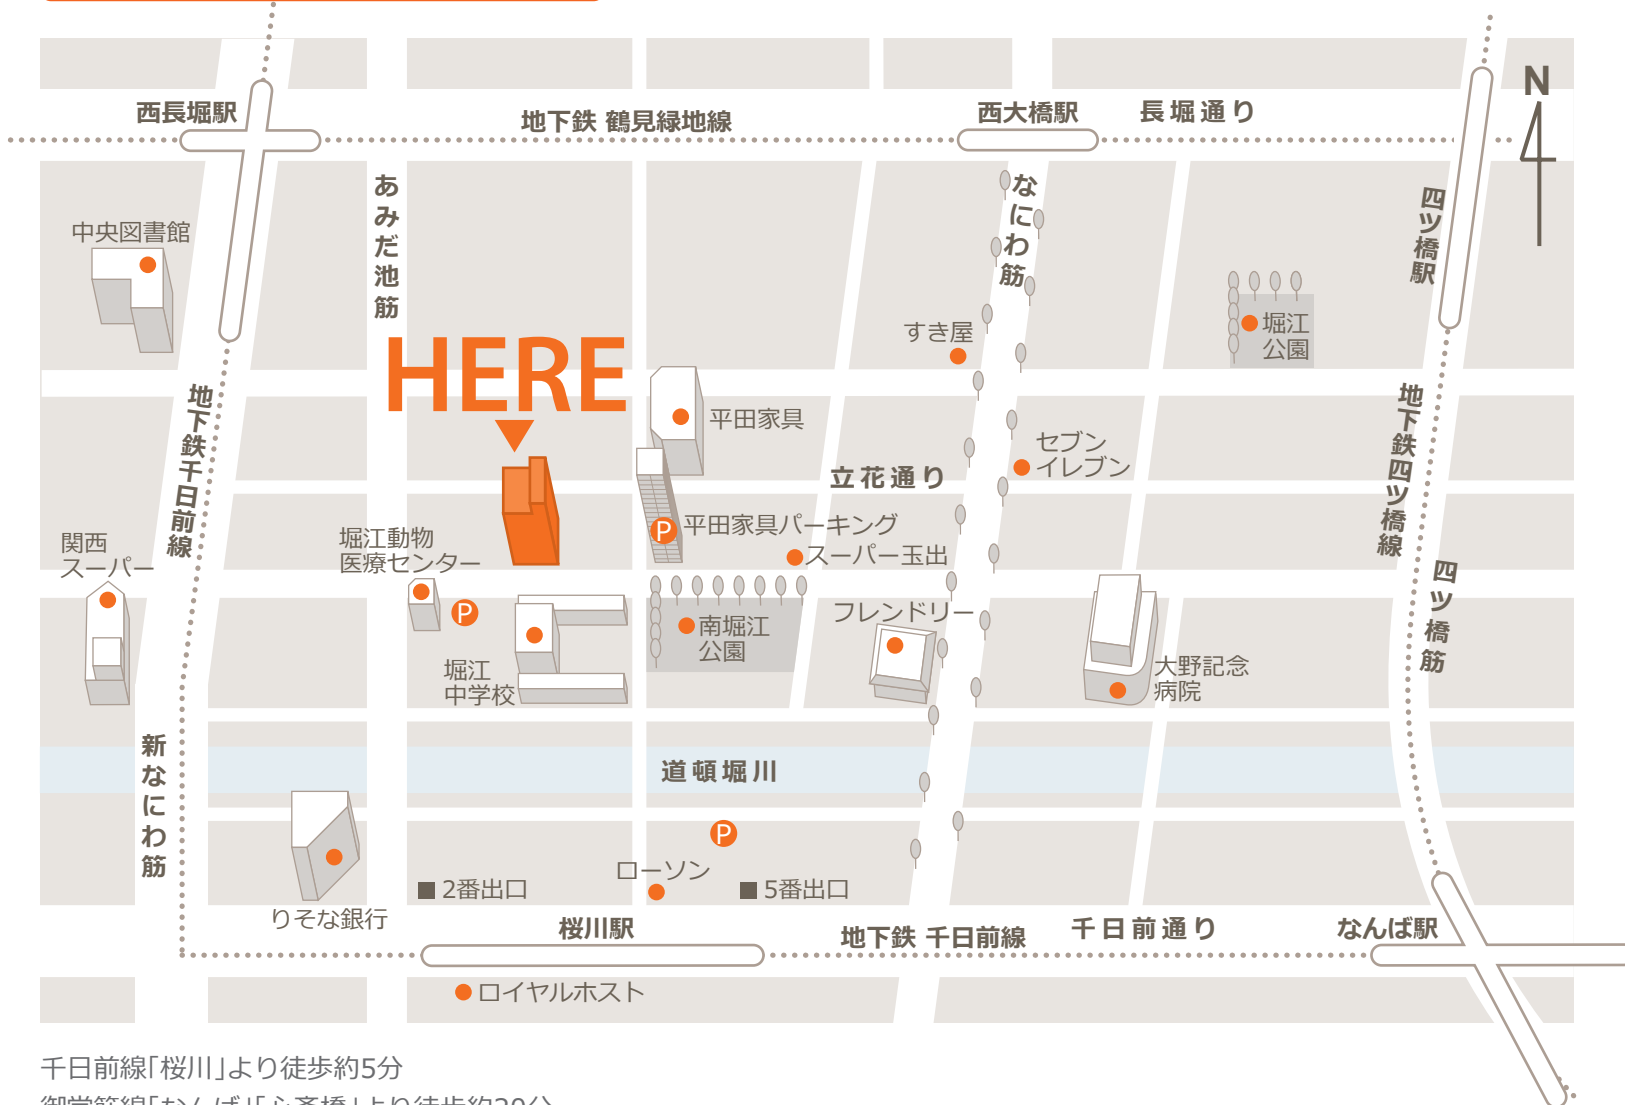 西長堀駅
地下鉄 鶴見緑地線
西大橋駅
長堀通り
N
あみだ池筋
なにわ筋
四ツ橋駅
中央図書館
堀江
公園
すき屋
HERE
地下鉄千日前線
地下鉄四ツ橋線
平田家具
セブン
イレブン
立花通り
P
平田家具パーキング
スーパー玉出
関西
スーパー
堀江動物
医療センター
P
四ツ橋筋
フレンドリー
南堀江
公園
堀江
中学校
大野記念
病院
新なにわ筋
道頓堀川
P
ローソン
2番出口
5番出口
りそな銀行
桜川駅
地下鉄 千日前線
千日前通り
なんば駅
ロイヤルホスト
千日前線「桜川」より徒歩約5分